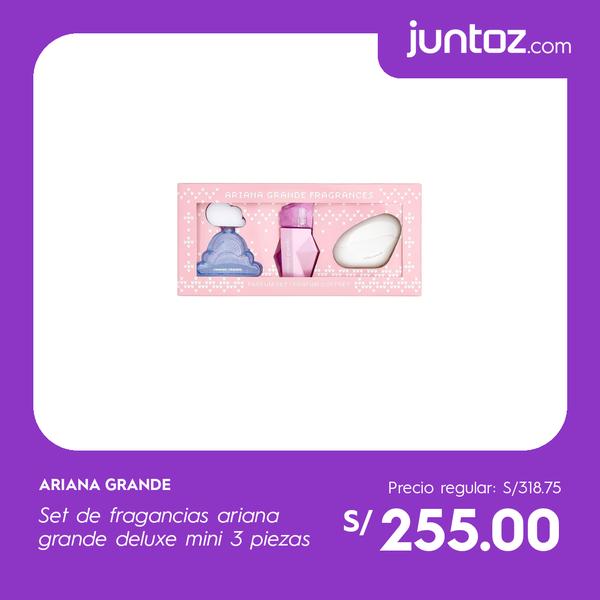 juntoz.com
ARIANA GRANDE FRAGRANCES
ARIANA GRANDE
Precio regular: S/318.75
Set de fragancias ariana
grande deluxe mini 3 piezas
S/ 255.00